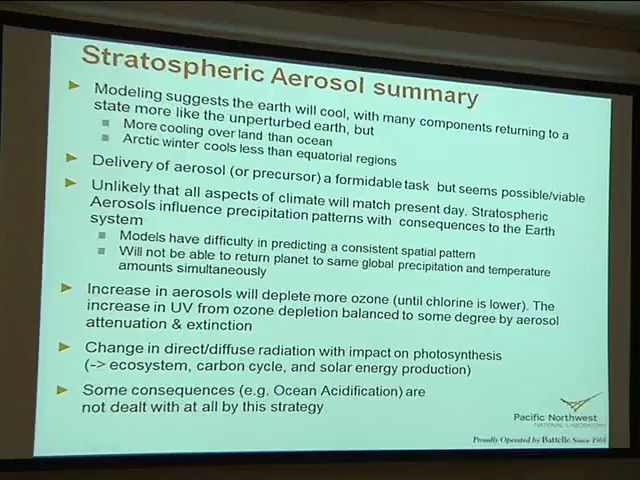 Stratospheric Aerosol summary
Modeling suggests the earth will cool, with many components returning to a
state more like the unperturbed earth, but
More cooling over land than ocean
Arctic winter cools less than equatorial regions
Delivery of aerosol (or precursor) a formidable task but seems possible/viable
Unlikely that all aspects of climate will match present day. Stratospheric
Aerosols influence precipitation patterns with consequences to the Earth
system
Models have difficulty in predicting a consistent spatial pattern
Will not be able to return planet to same global precipitation and temperature
amounts simultaneously
Increase in aerosols will deplete more ozone (until chlorine is lower). The
increase in UV from ozone depletion balanced to some degree by aerosol
attenuation & extinction
Change in direct/diffuse radiation with impact on photosynthesis
(-> ecosystem, carbon cycle, and solar energy production)
Some consequences (e.g. Ocean Acidification) are
not dealt with at all by this strategy
Pacific Northwest
NATIONAL LABORATORY
Proudly Operated by Battelle Since 1965